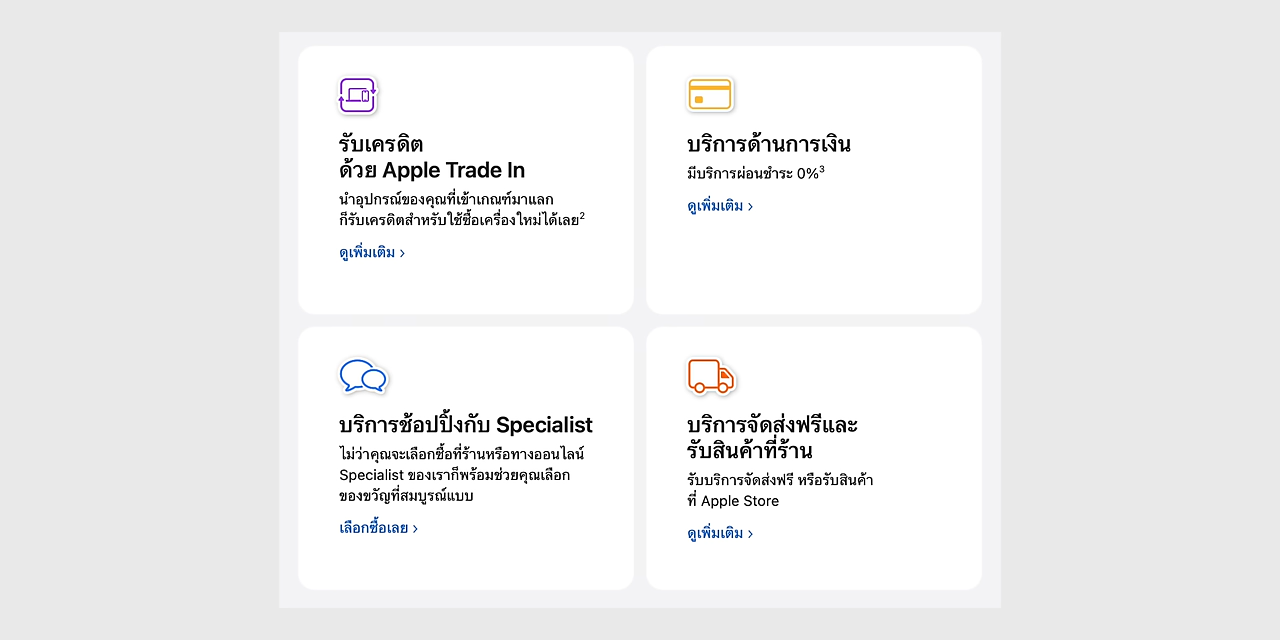 รับเครดิต
ด้วย Apple Trade In
นำอุปกรณ์ของคุณที่เข้าเกณฑ์มาแลก
ก็รับเครดิตสำหรับใช้ซื้อเครื่องใหม่ได้เลย²
ดูเพิ่มเติม >
บริการด้านการเงิน
มีบริการผ่อนชำระ 0%³
ดูเพิ่มเติม >
บริการช้อปปิ้งกับ Specialist
ไม่ว่าคุณจะเลือกซื้อที่ร้านหรือทางออนไลน์
Specialist ของเราก็พร้อมช่วยคุณเลือก
ของขวัญที่สมบูรณ์แบบ
เลือกซื้อเลย >
บริการจัดส่งฟรีและ
รับสินค้าที่ร้าน
รับบริการจัดส่งฟรี หรือรับสินค้า
ที่ Apple Store
ดูเพิ่มเติม >